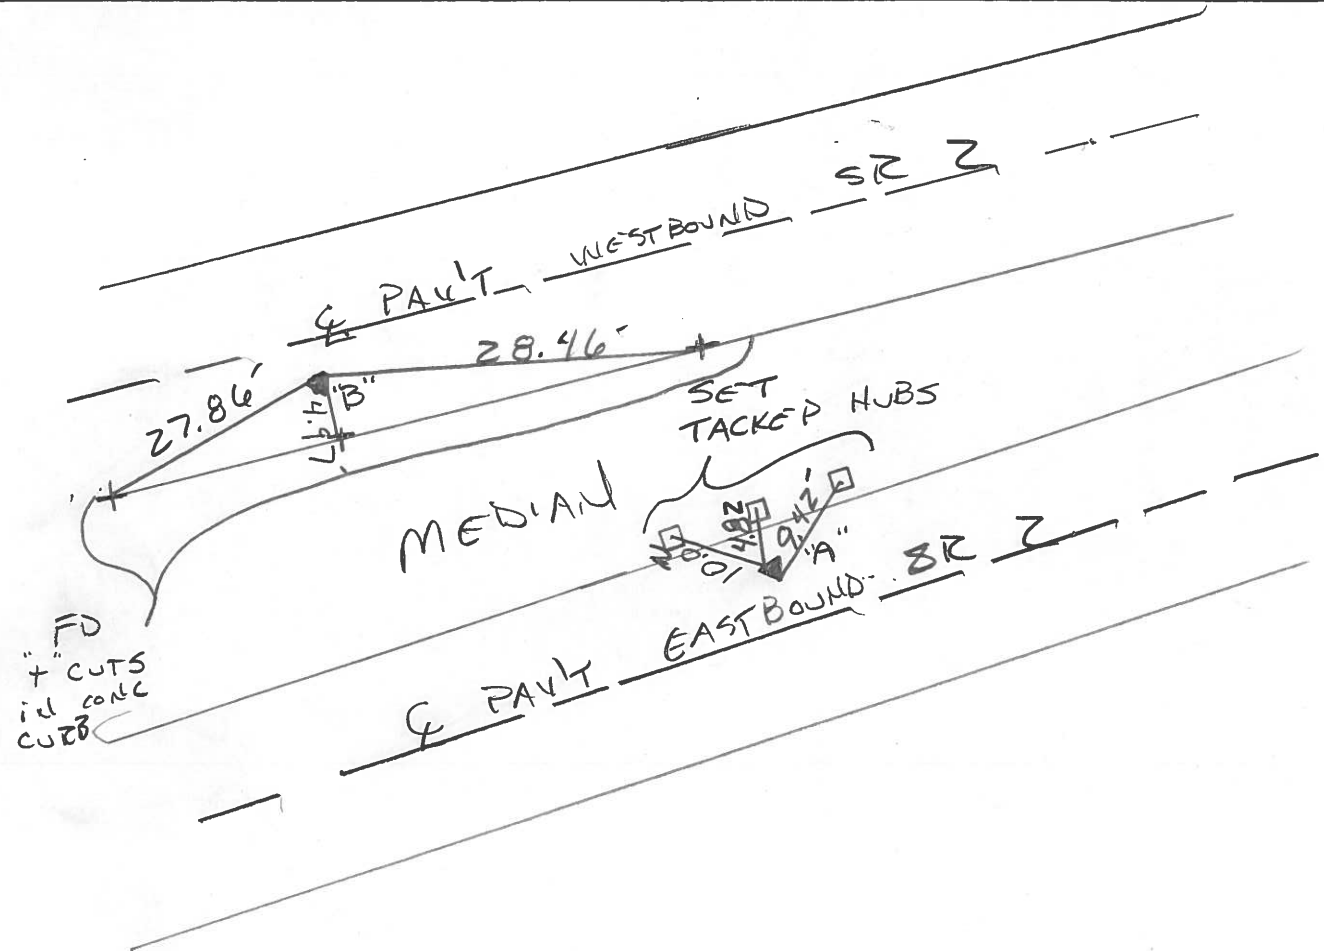 ℄ PAV'T WESTBOUND SR 2
28.46'
27.86'
"B"
SET
TACKED HUBS
MEDIAN
4.82
9.42'
"A"
FD
"+" CUTS
in conc
CURB
℄ PAV'T EASTBOUND SR 2